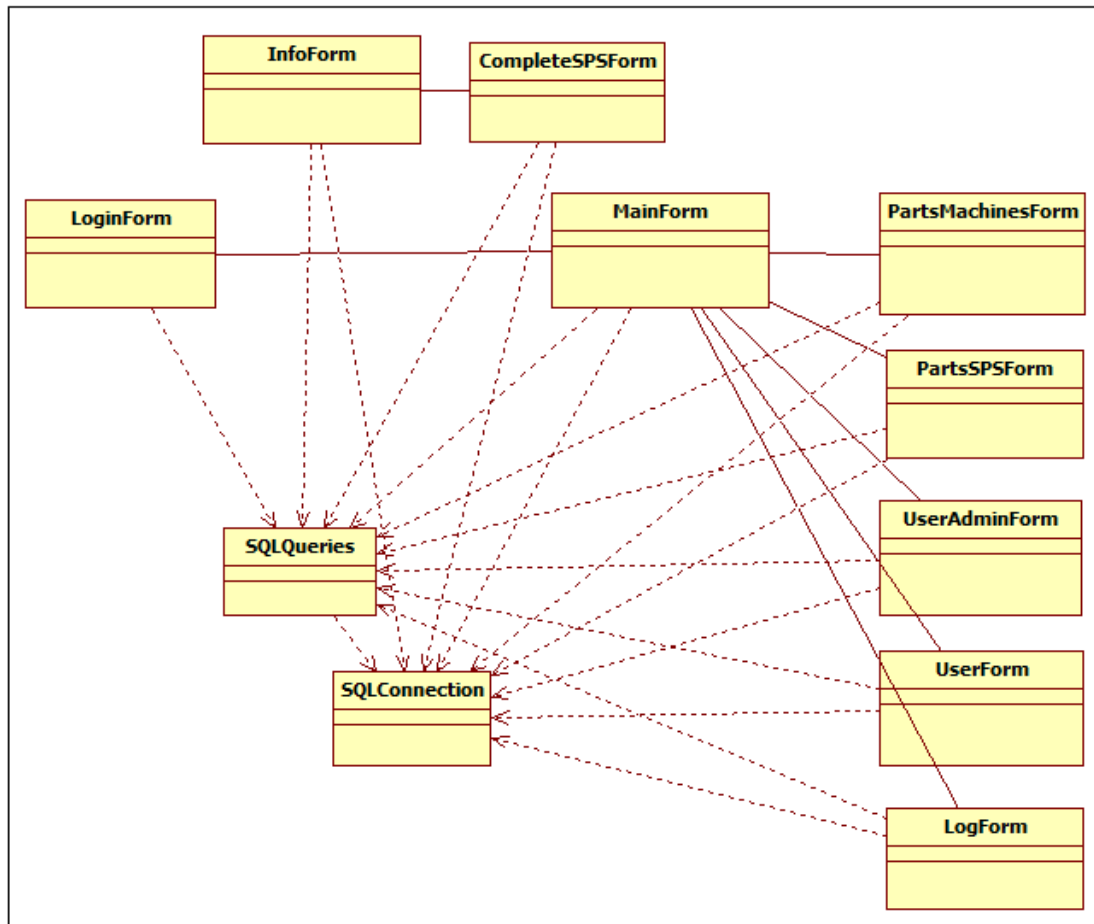 InfoForm
CompleteSPSForm
LoginForm
MainForm
PartsMachinesForm
PartsSPSForm
UserAdminForm
SQLQueries
UserForm
SQLConnection
LogForm